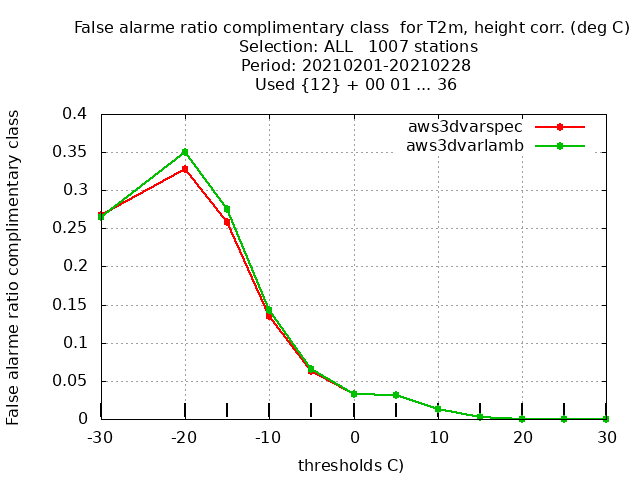 False alarme ratio complimentary class  for T2m, height corr. (deg C)
Selection: ALL   1007 stations
Period: 20210201-20210228
Used {12} + 00 01 ... 36
False alarme ratio complimentary class
0.4
0.35
0.3
0.25
0.2
0.15
0.1
0.05
0
aws3dvarspec
aws3dvarlamb
-30 -20 -10 0 10 20 30
thresholds C)